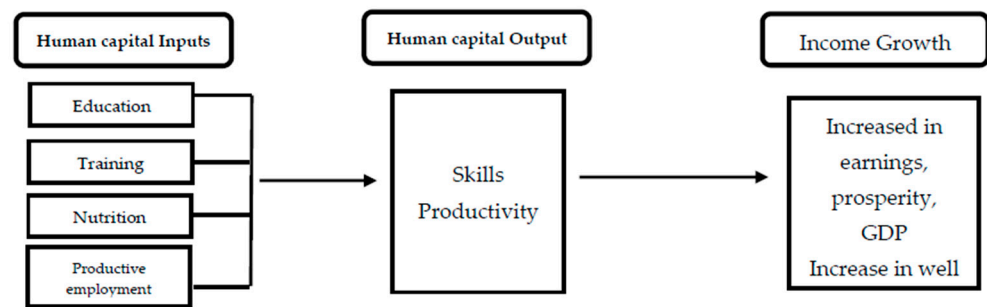 Human capital Inputs
Education
Training
Nutrition
Productive
employment
Human capital Output
Skills
Productivity
Income Growth
Increased in
earnings,
prosperity,
GDP
Increase in well